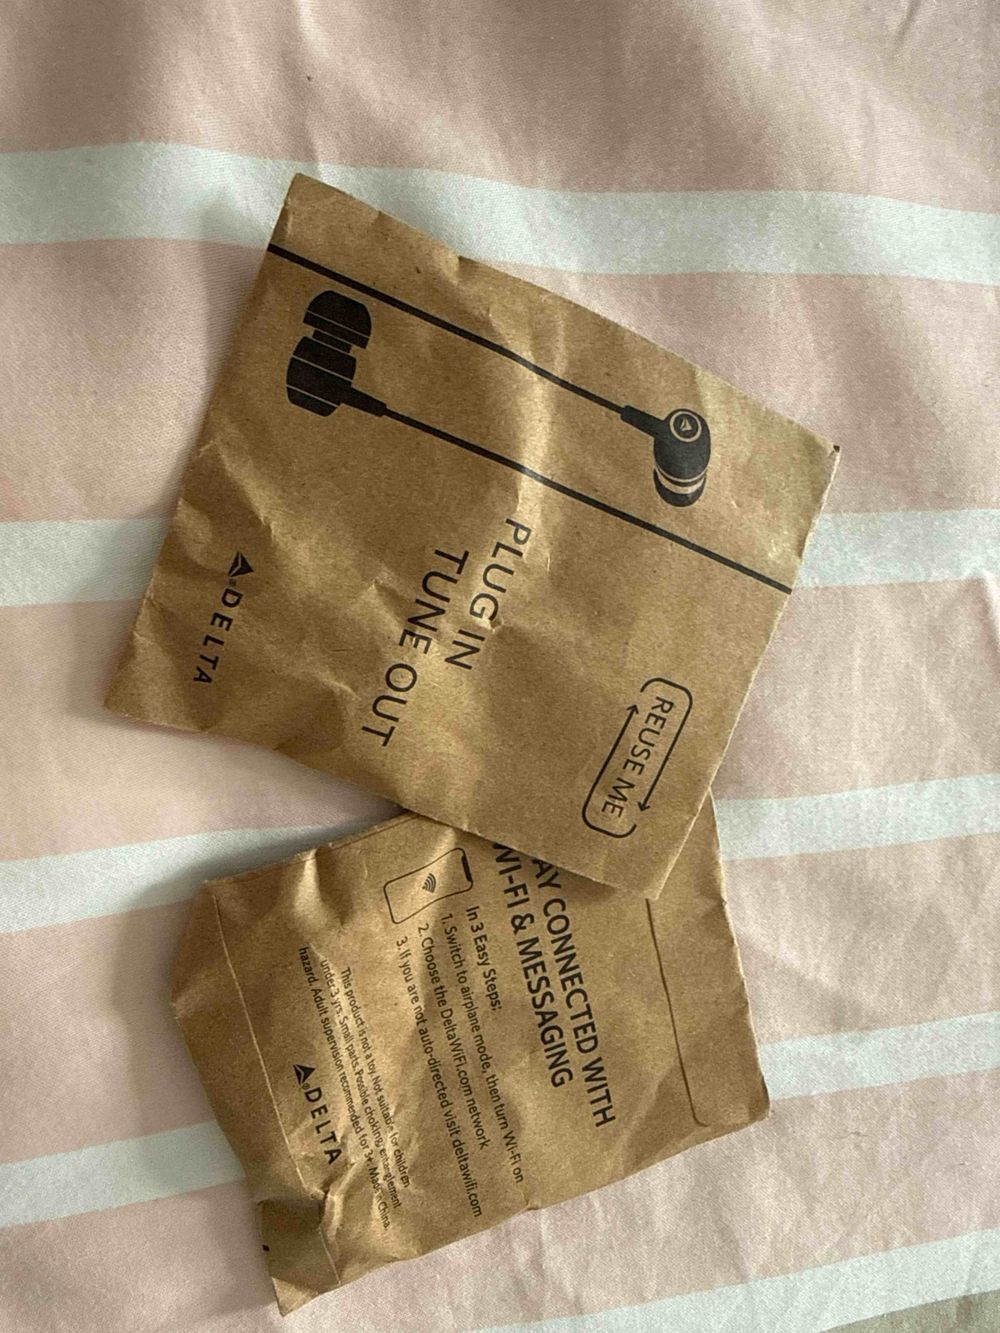 PLUG IN
TUNE OUT
REUSE ME
DELTA
AY CONNECTED WITH
WI-FI & MESSAGING
In 3 Easy Steps:
1. Switch to airplane mode, then turn Wi-Fi on
2. Choose the DeltaWiFi.com network
3. If you are not auto-directed visit deltawifi.com
This product is not a toy. Not suitable for children
under 3 yrs. Small parts. Possible choking/entanglement
hazard. Adult supervision recommended for 3+. Made in China.
DELTA